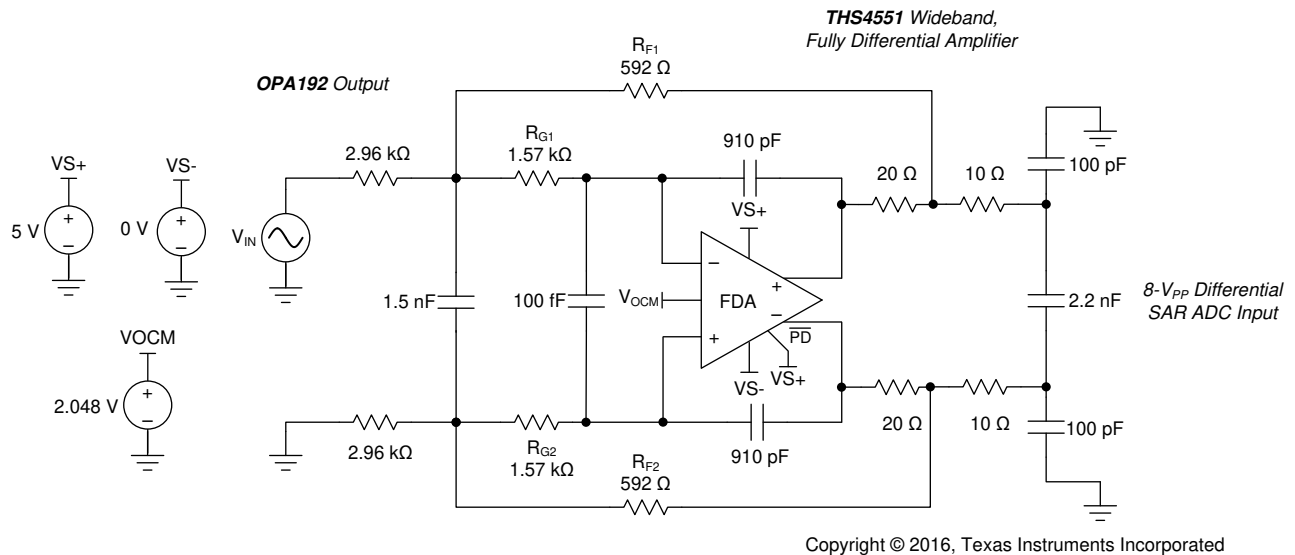 THS4551 Wideband,
Fully Differential Amplifier
RF1
592 Ω
OPA192 Output
RG1
1.57 kΩ
2.96 kΩ
910 pF
20 Ω
10 Ω
100 pF
VS+
5 V
+
−
VS-
0 V
+
−
VIN
VS+
−
+
VOCM
FDA
+
−
PD
VS-
VS+
1.5 nF
100 fF
2.2 nF
8-VPP Differential
SAR ADC Input
VOCM
2.048 V
+
−
2.96 kΩ
RG2
1.57 kΩ
910 pF
20 Ω
10 Ω
100 pF
RF2
592 Ω
Copyright © 2016, Texas Instruments Incorporated